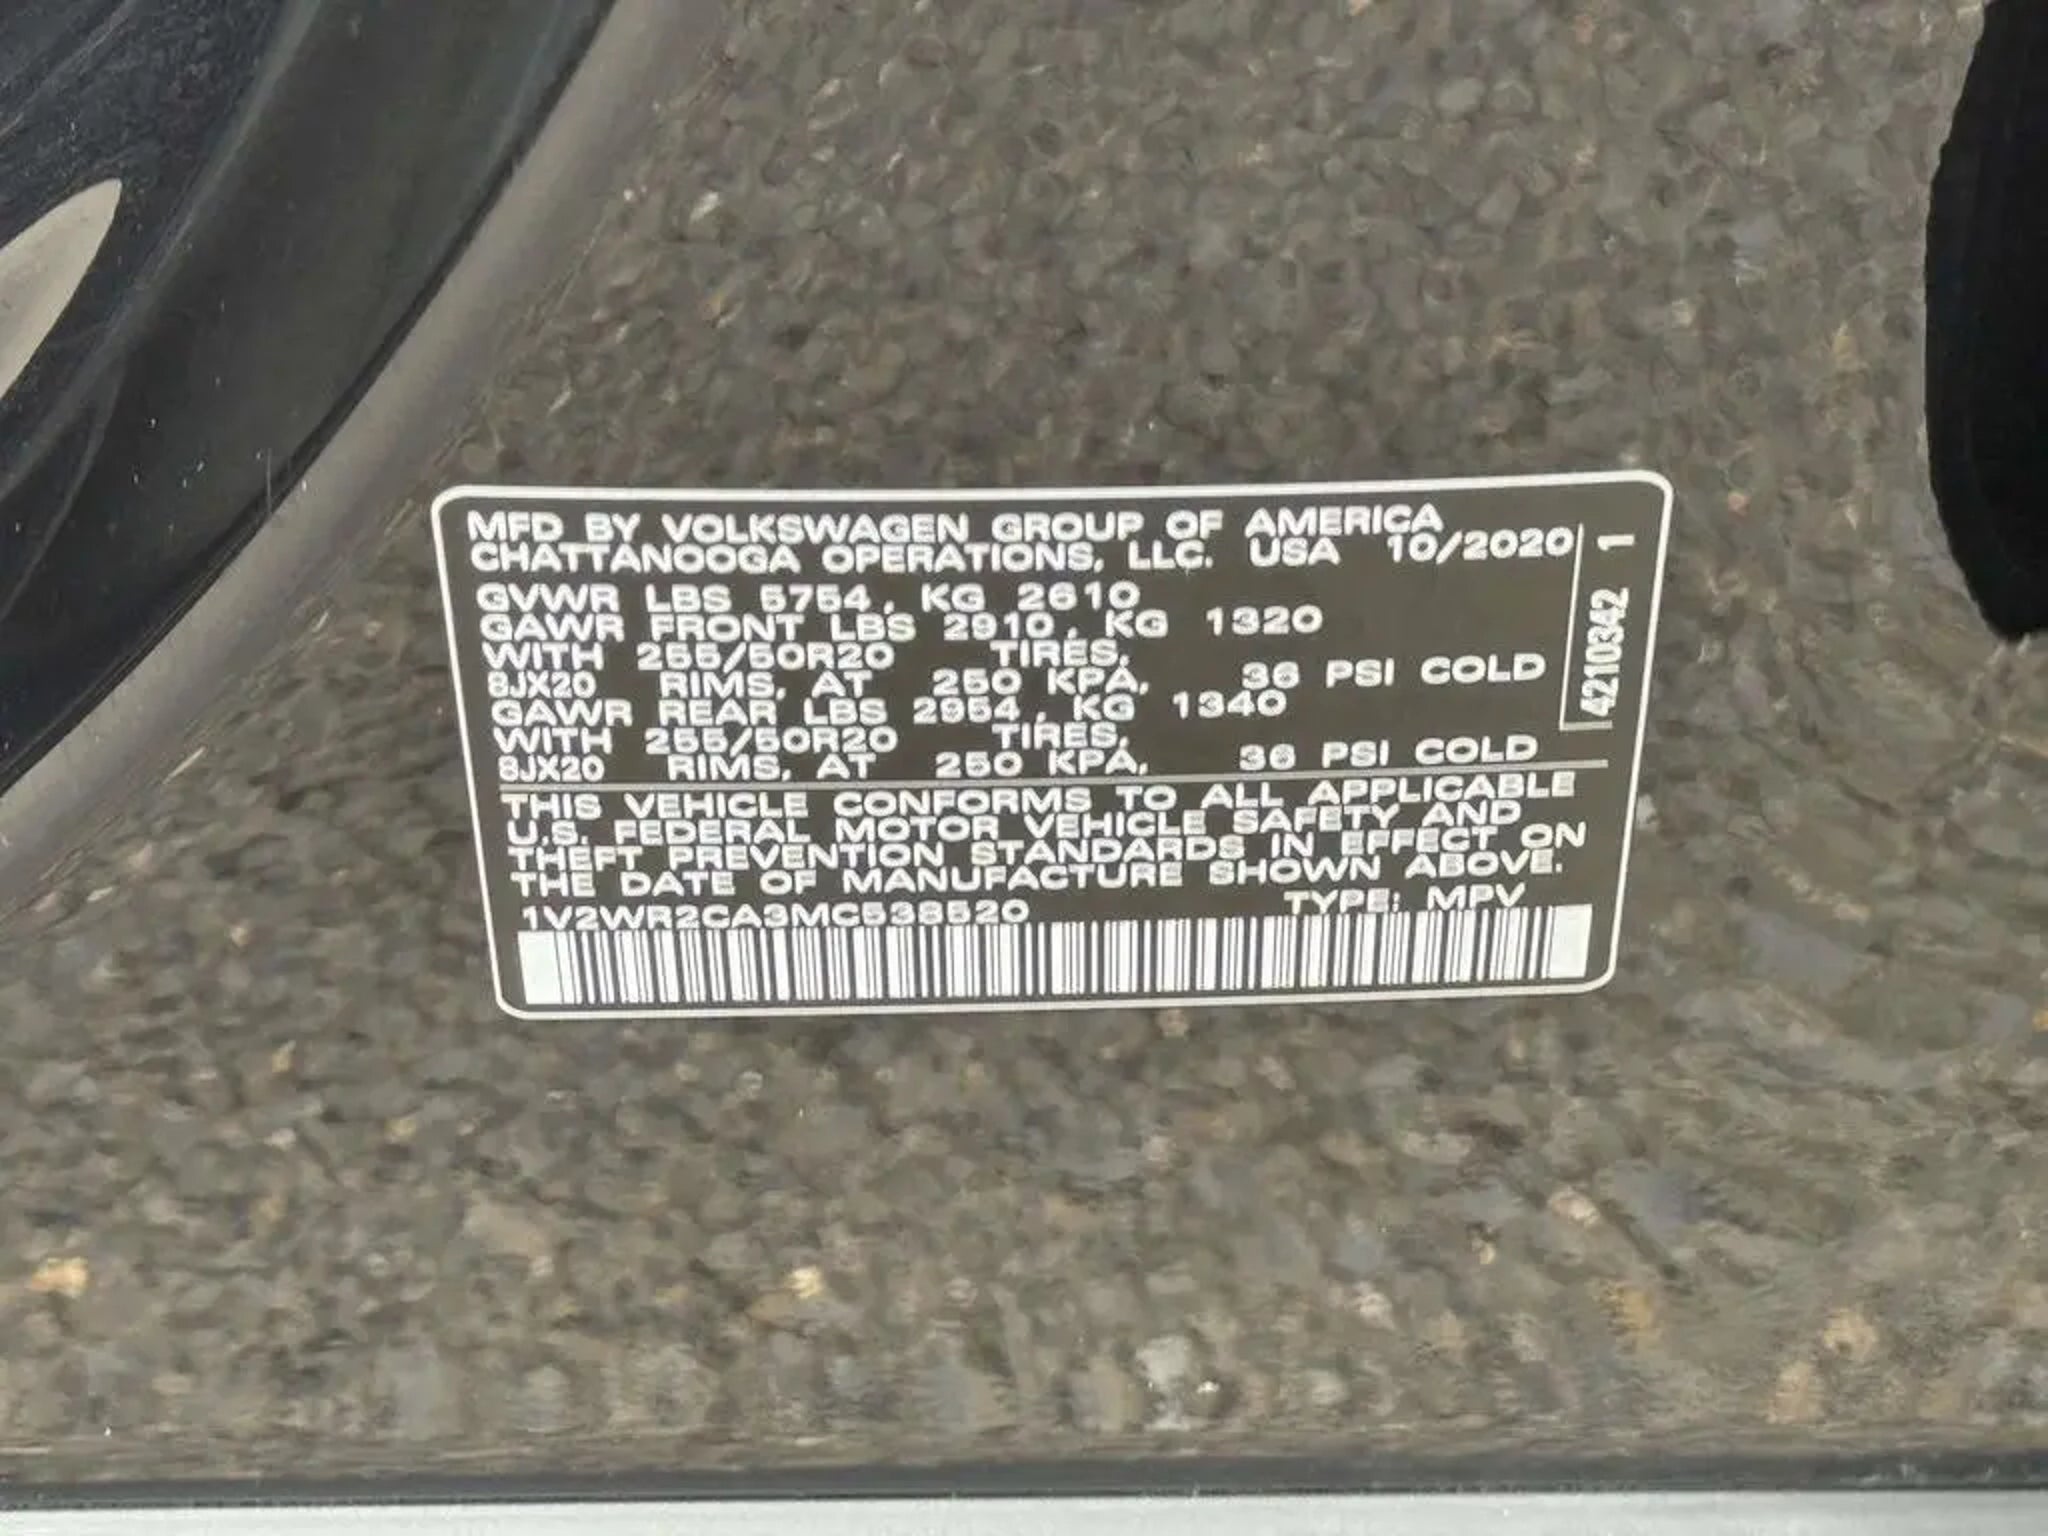 MFD BY VOLKSWAGEN GROUP OF AMERICA
CHATTANOOGA OPERATIONS, LLC. USA 10/2020
GVWR LBS 5754, KG 2610
GAWR FRONT LBS 2910, KG 1320
WITH 255/50R20 TIRES,
8JX20 RIMS, AT 250 KPA, 36 PSI COLD
GAWR REAR LBS 2954, KG 1340
WITH 255/50R20 TIRES,
8JX20 RIMS, AT 250 KPA, 36 PSI COLD
THIS VEHICLE CONFORMS TO ALL APPLICABLE
U.S. FEDERAL MOTOR VEHICLE SAFETY AND
THEFT PREVENTION STANDARDS IN EFFECT ON
THE DATE OF MANUFACTURE SHOWN ABOVE.
1V2WR2CA3MC538520 TYPE: MPV
4210342 1